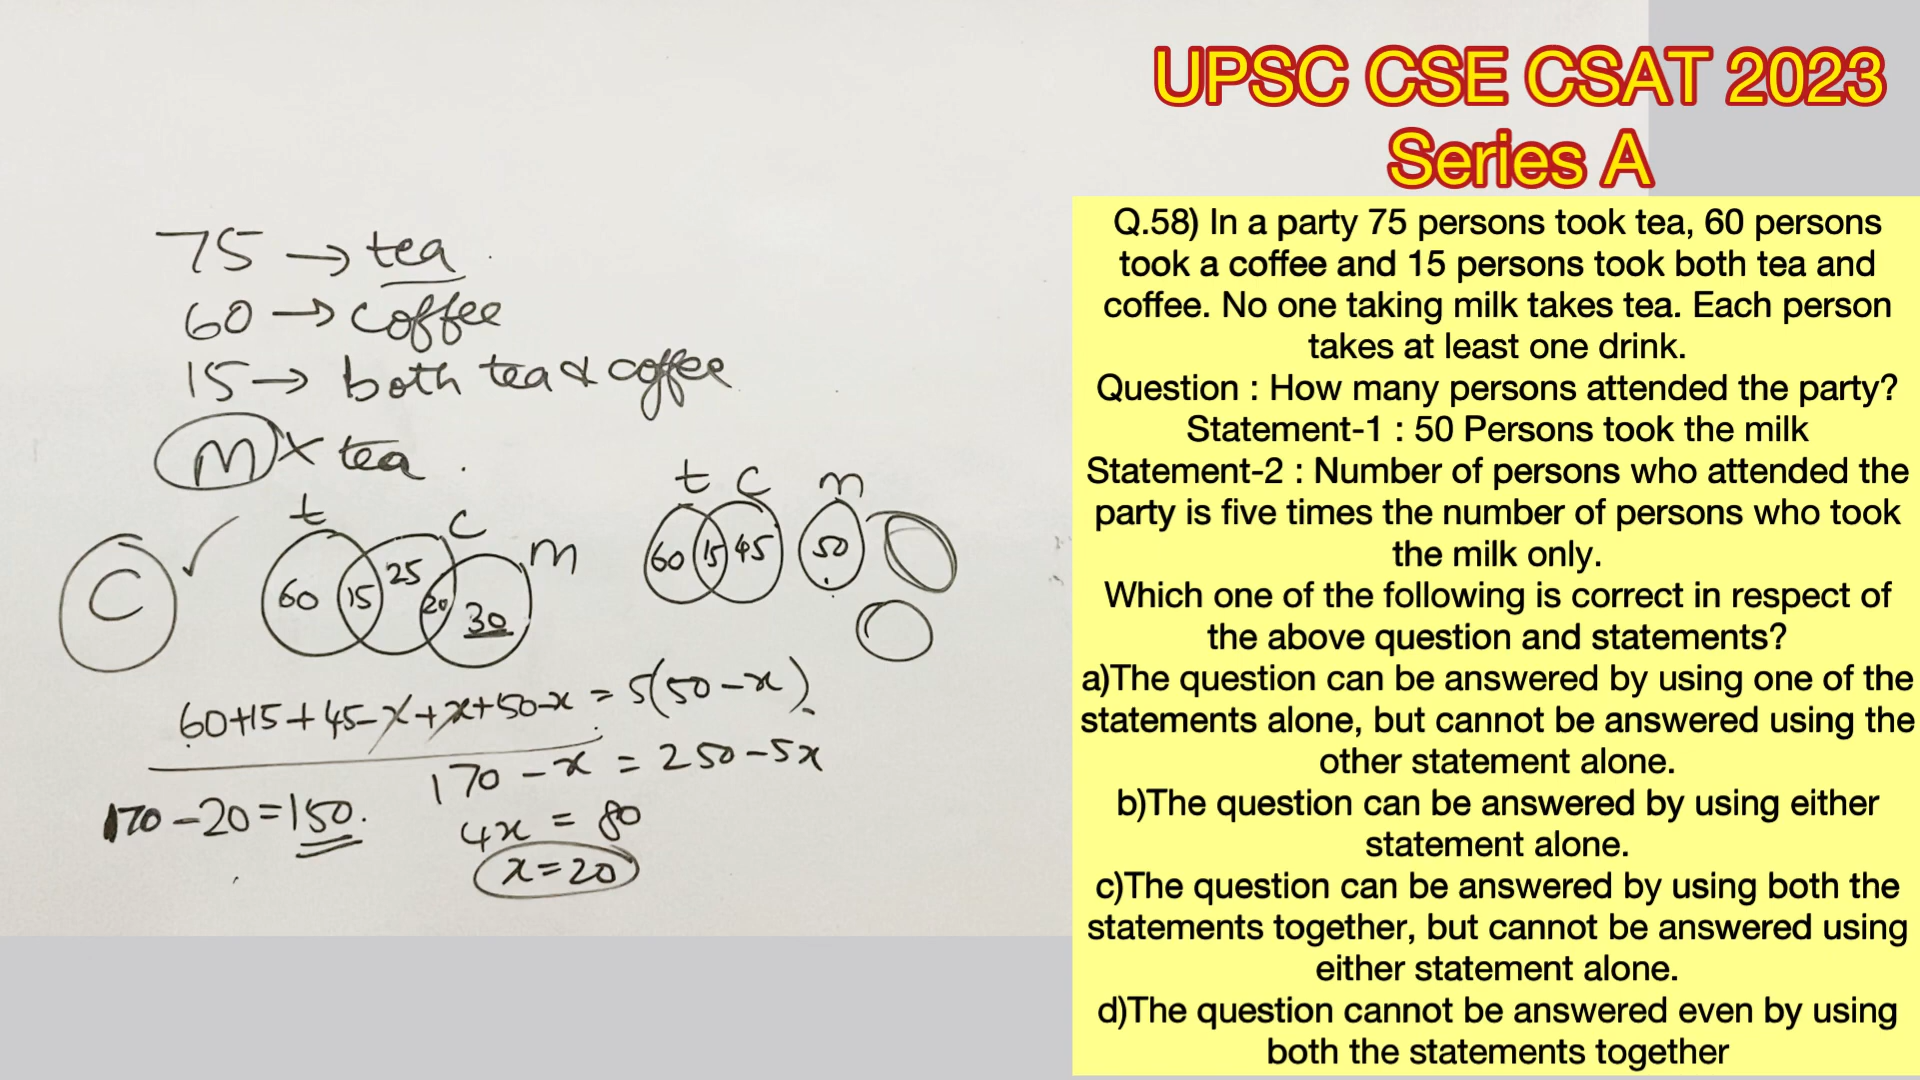 UPSC CSE CSAT 2023
Series A
75 → tea
60 → coffee
15 → both tea & coffee
M × tea
C ✓
t C m
60 15 25 20 30
t C m
60 15 45 50
60+15+45-x+x+50-x = 5(50-x)
170 - x = 250-5x
4x = 80
x=20
170-20=150.
Q.58) In a party 75 persons took tea, 60 persons
took a coffee and 15 persons took both tea and
coffee. No one taking milk takes tea. Each person
takes at least one drink.
Question : How many persons attended the party?
Statement-1 : 50 Persons took the milk
Statement-2 : Number of persons who attended the
party is five times the number of persons who took
the milk only.
Which one of the following is correct in respect of
the above question and statements?
a)The question can be answered by using one of the
statements alone, but cannot be answered using the
other statement alone.
b)The question can be answered by using either
statement alone.
c)The question can be answered by using both the
statements together, but cannot be answered using
either statement alone.
d)The question cannot be answered even by using
both the statements together